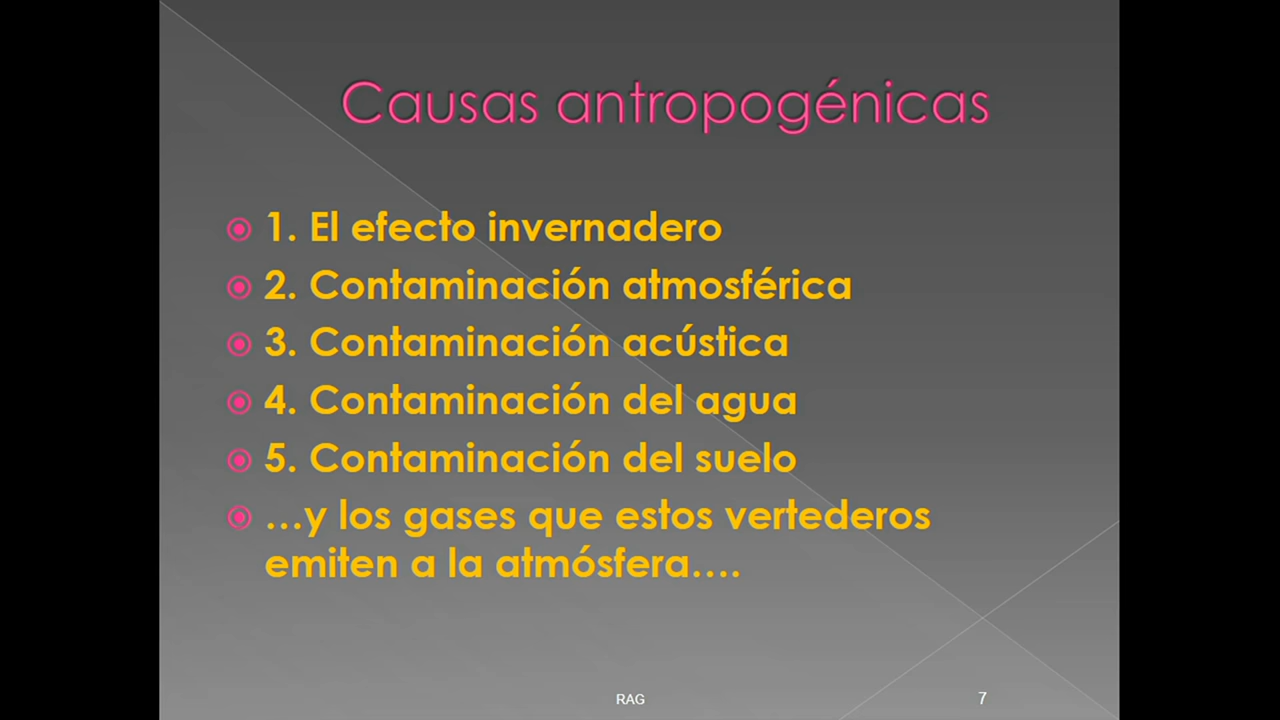 Causas antropogénicas
1. El efecto invernadero
2. Contaminación atmosférica
3. Contaminación acústica
4. Contaminación del agua
5. Contaminación del suelo
…y los gases que estos vertederos
emiten a la atmósfera….
RAG
7